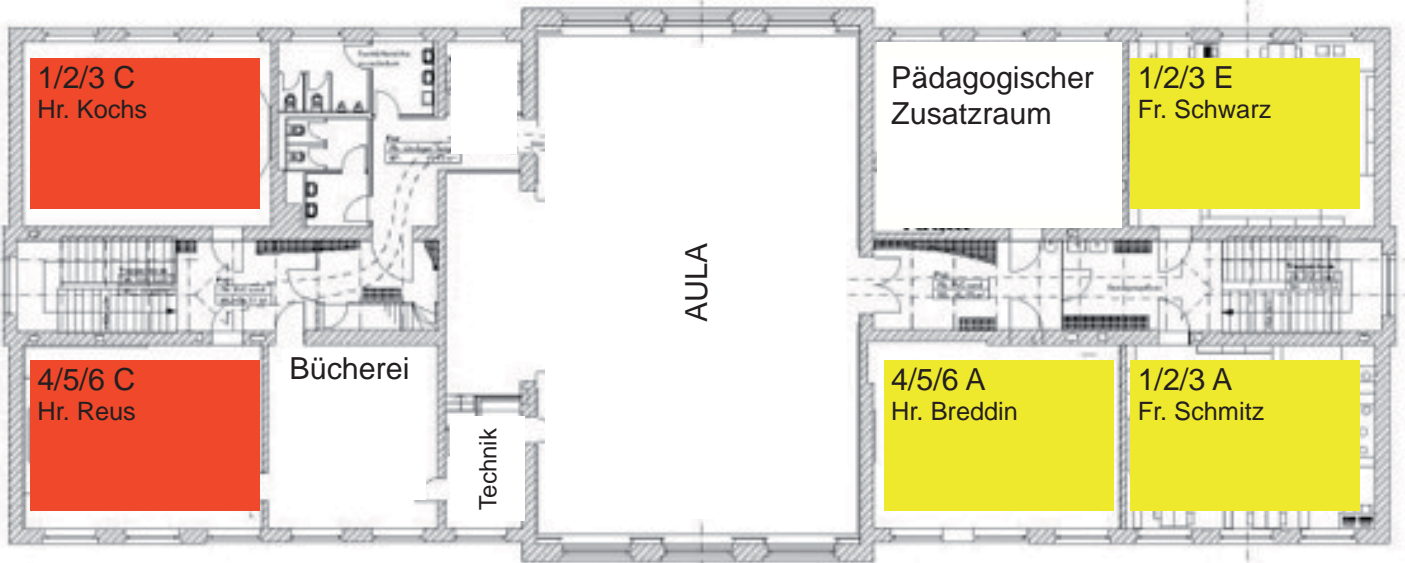 1/2/3 C
Hr. Kochs
Pädagogischer
Zusatzraum
1/2/3 E
Fr. Schwarz
AULA
4/5/6 C
Hr. Reus
Bücherei
Technik
4/5/6 A
Hr. Breddin
1/2/3 A
Fr. Schmitz